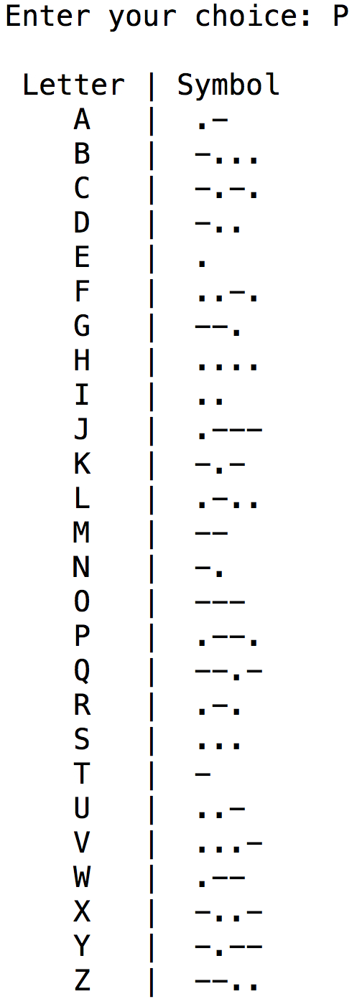 Enter your choice: P
Letter | Symbol
A | .-
B | -...
C | -.-.
D | -..
E | .
F | ..-.
G | --.
H | ....
I | ..
J | .---
K | -.-
L | .-..
M | --
N | -.
O | ---
P | .--.
Q | --.-
R | .-.
S | ...
T | -
U | ..-
V | ...-
W | .--
X | -..-
Y | -.--
Z | --..